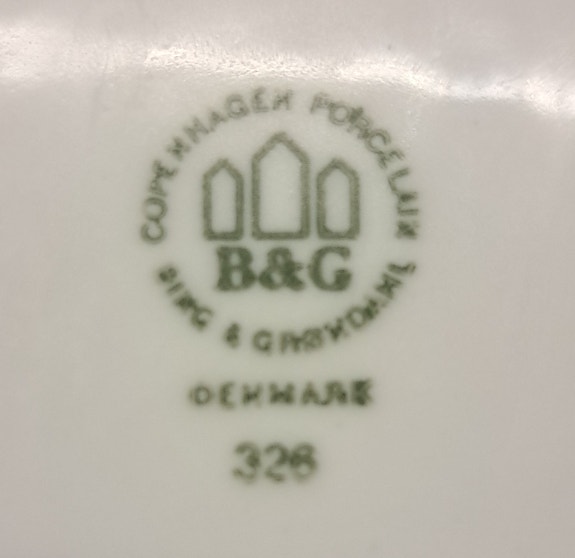 COPENHAGEN PORCELAIN
B&G
BING & GRØNDAHL
DENMARK
326